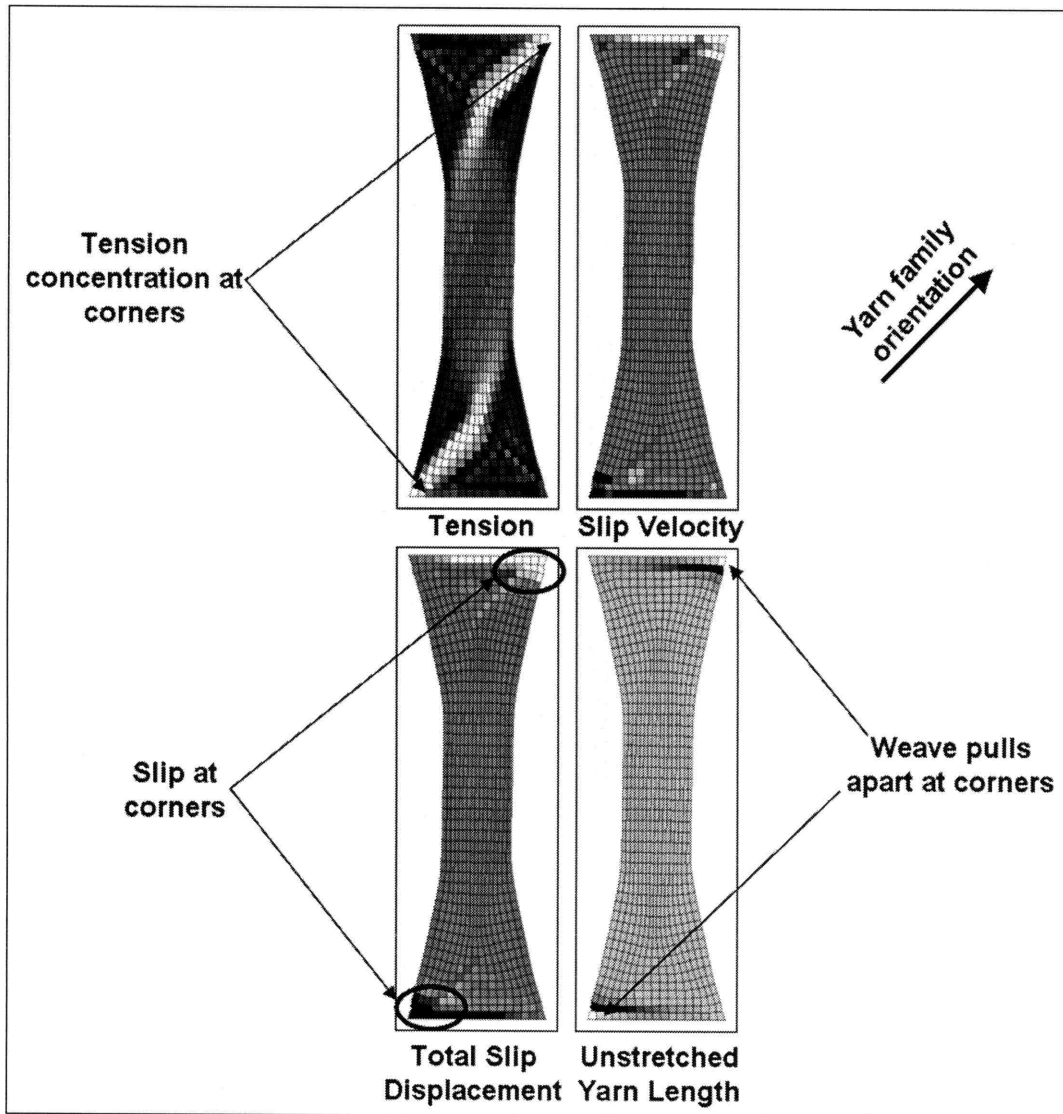 Tension
concentration at
corners
Yarn family
orientation
Tension
Slip Velocity
Slip at
corners
Weave pulls
apart at corners
Total Slip
Displacement
Unstretched
Yarn Length